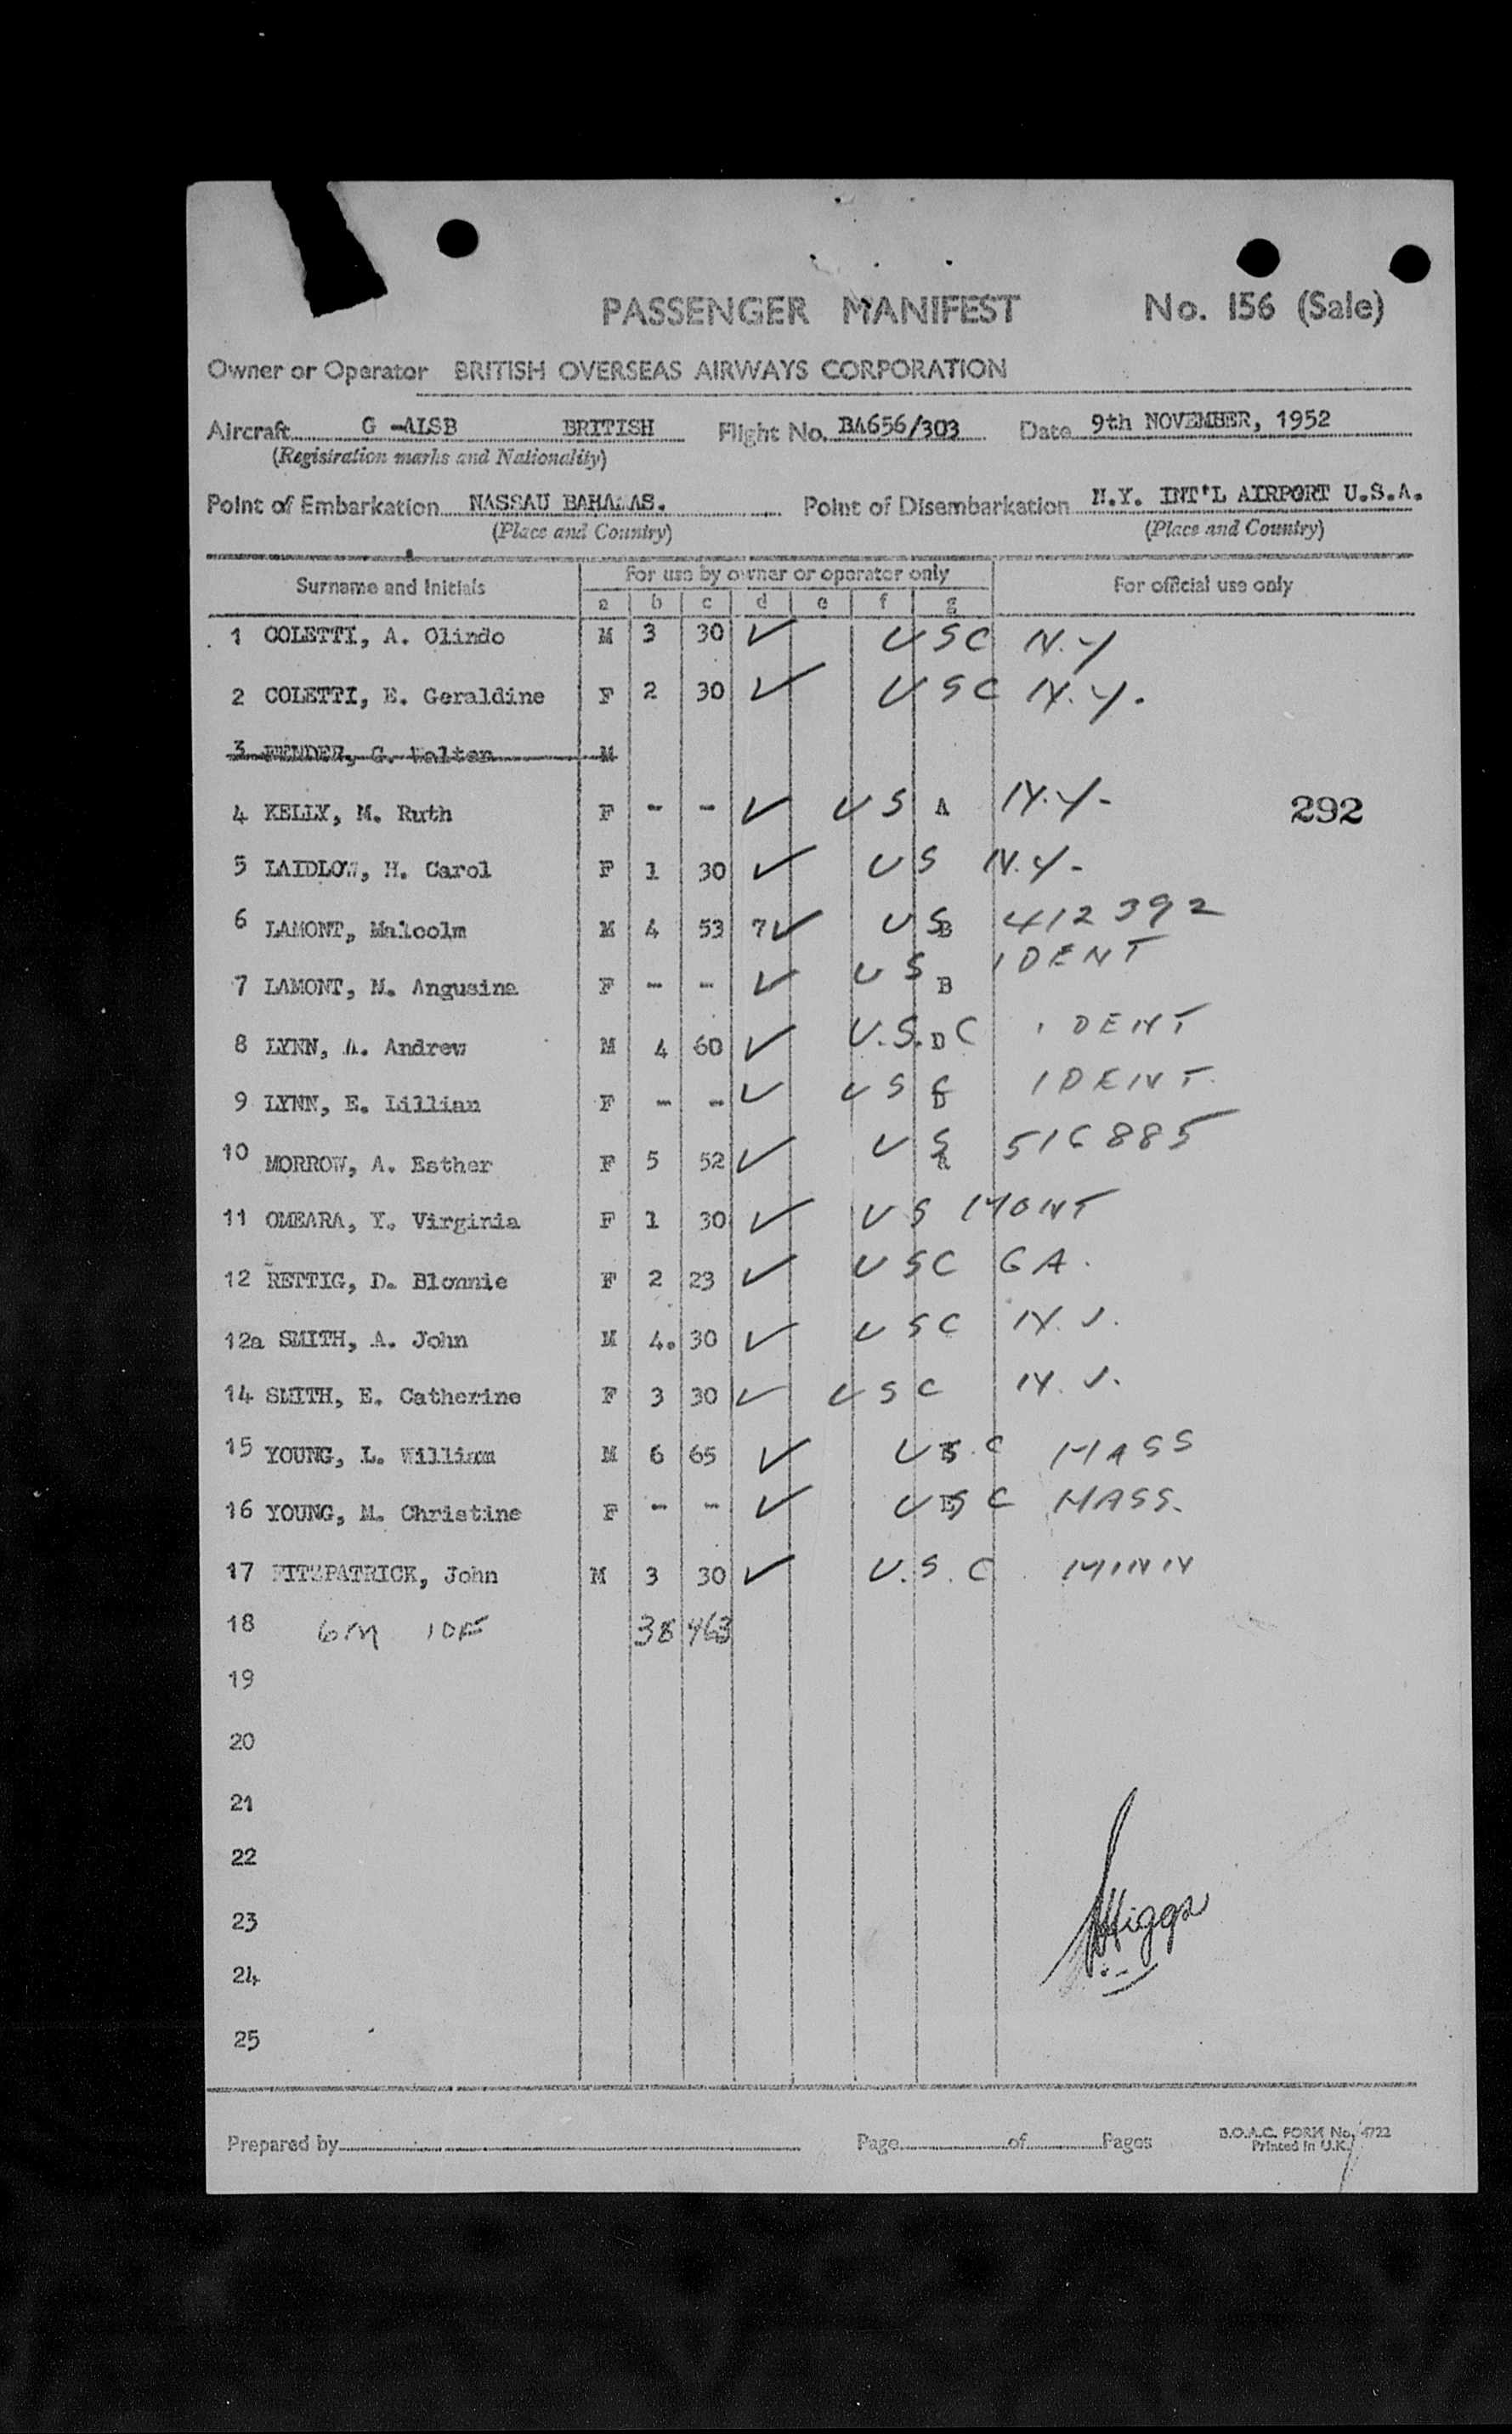 PASSENGER MANIFEST No. 156 (Sale)
Owner or Operator BRITISH OVERSEAS AIRWAYS CORPORATION
Aircraft G -ALSB BRITISH Flight No. BA656/303 Date 9th NOVEMBER, 1952
(Registration marks and Nationality)
Point of Embarkation NASSAU BAHAMAS. Point of Disembarkation N.Y. INT'L AIRPORT U.S.A.
(Place and Country) (Place and Country)
Surname and Initials For use by owner or operator only For official use only
a b c d e f g
1 COLETTI, A. Olindo M 3 30 ✓ USC N.Y
2 COLETTI, E. Geraldine F 2 30 ✓ USC N.Y.
3 FENDER, G. Walter M
4 KELLY, M. Ruth F - - ✓ US A N.Y- 292
5 LAIDLOW, H. Carol F 1 30 ✓ US N.Y-
6 LAMONT, Malcolm M 4 53 7✓ US B 412392
7 LAMONT, M. Angusina F - - ✓ US B IDENT
8 LYNN, A. Andrew M 4 60 ✓ U.S. D C IDENT
9 LYNN, E. Lillian F - - ✓ USC D IDENT.
10 MORROW, A. Esther F 5 52 ✓ US A 516885
11 OMEARA, Y. Virginia F 1 30 ✓ US MONT
12 RETTIG, D. Blonnie F 2 23 ✓ USC GA.
12a SMITH, A. John M 4. 30 ✓ USC N.J.
14 SMITH, E. Catherine F 3 30 ✓ USC N.J.
15 YOUNG, L. William M 6 65 ✓ US.C MASS
16 YOUNG, M. Christine F - - ✓ USC MASS.
17 FITZPATRICK, John M 3 30 ✓ U.S.C MINN
18 6M 10F 38 463
19
20
21
22
23
24
Higgs
25
Prepared by Page of Pages
B.O.A.C. FORM No. 4722
Printed in U.K.